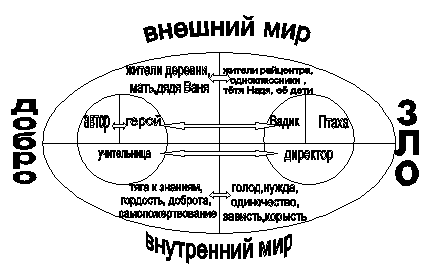 внешний мир
жители деревни,
мать,дядя Ваня
жители райцентра,
одноклассники ,
тётя Надя, её дети
добро
автор герой
Вадик Птаха
зло
учительница
директор
тяга к знаниям,
гордость, доброта,
самопожертвование
голод,нужда,
одиночество,
зависть,корысть
внутренний мир